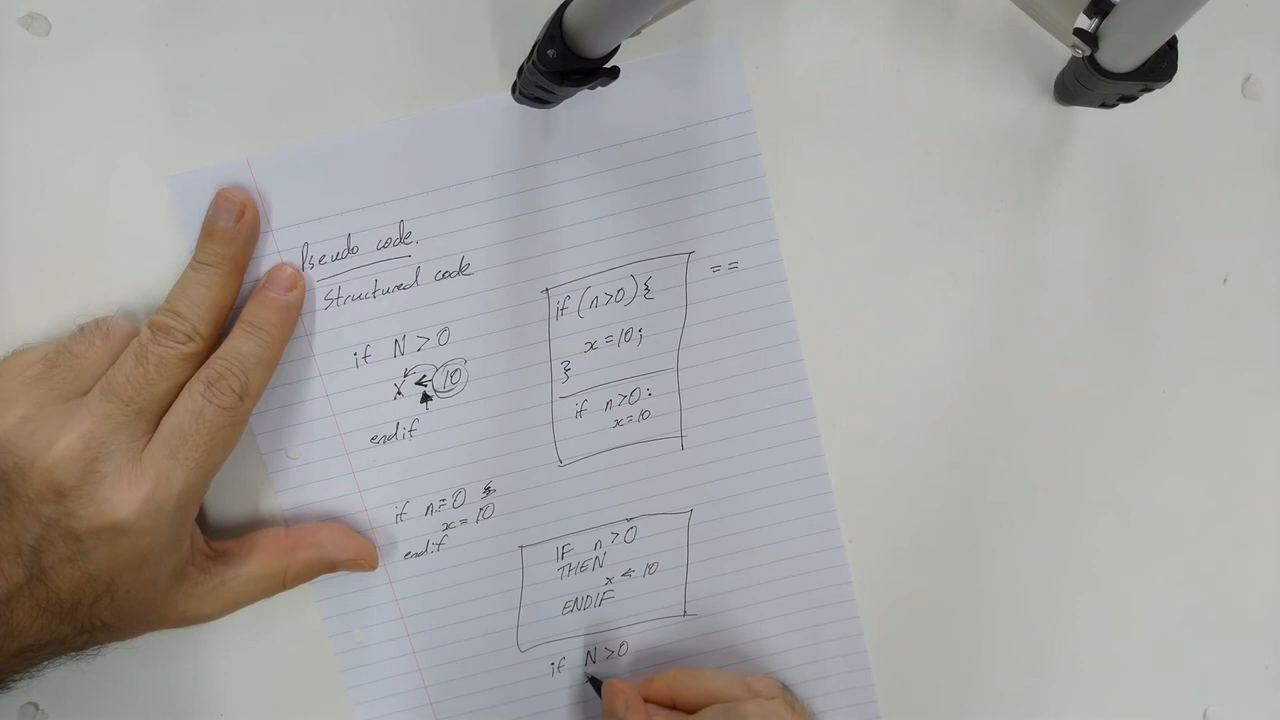 Pseudo code.
Structured code
if N > 0
x ← 10
endif
if (n>0) {
x = 10;
}
if n>0:
x=10
==
if n = 0 {
x = 10
endif
IF n > 0
THEN
x ← 10
ENDIF
if N > 0